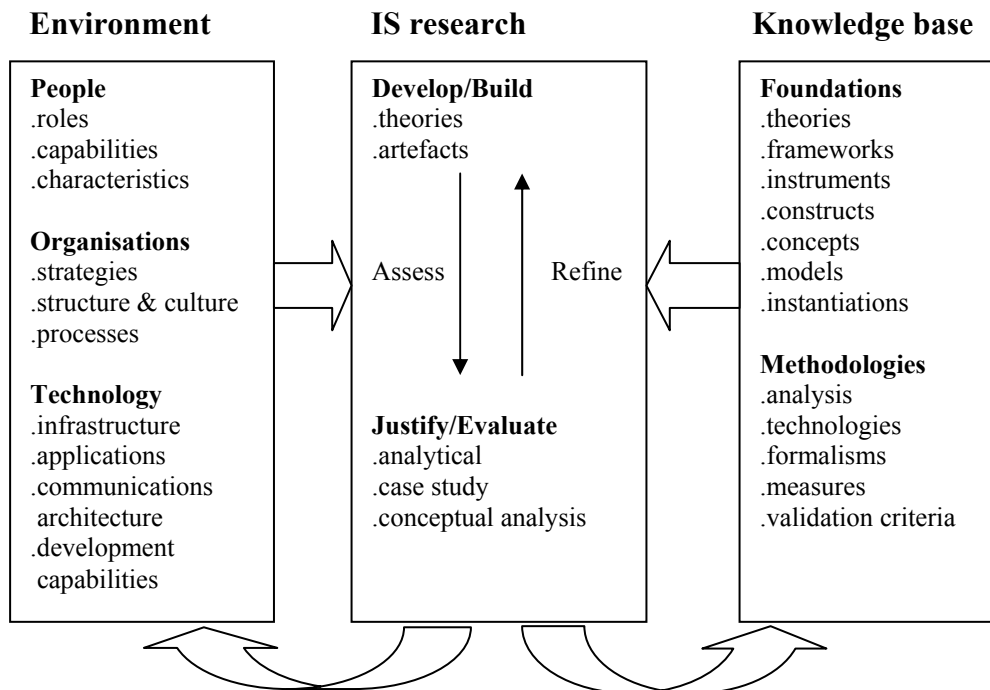 Environment
IS research
Knowledge base
People
.roles
.capabilities
.characteristics
Organisations
.strategies
.structure & culture
.processes
Technology
.infrastructure
.applications
.communications
architecture
.development
capabilities
Develop/Build
.theories
.artefacts
Assess
Refine
Justify/Evaluate
.analytical
.case study
.conceptual analysis
Foundations
.theories
.frameworks
.instruments
.constructs
.concepts
.models
.instantiations
Methodologies
.analysis
.technologies
.formalisms
.measures
.validation criteria